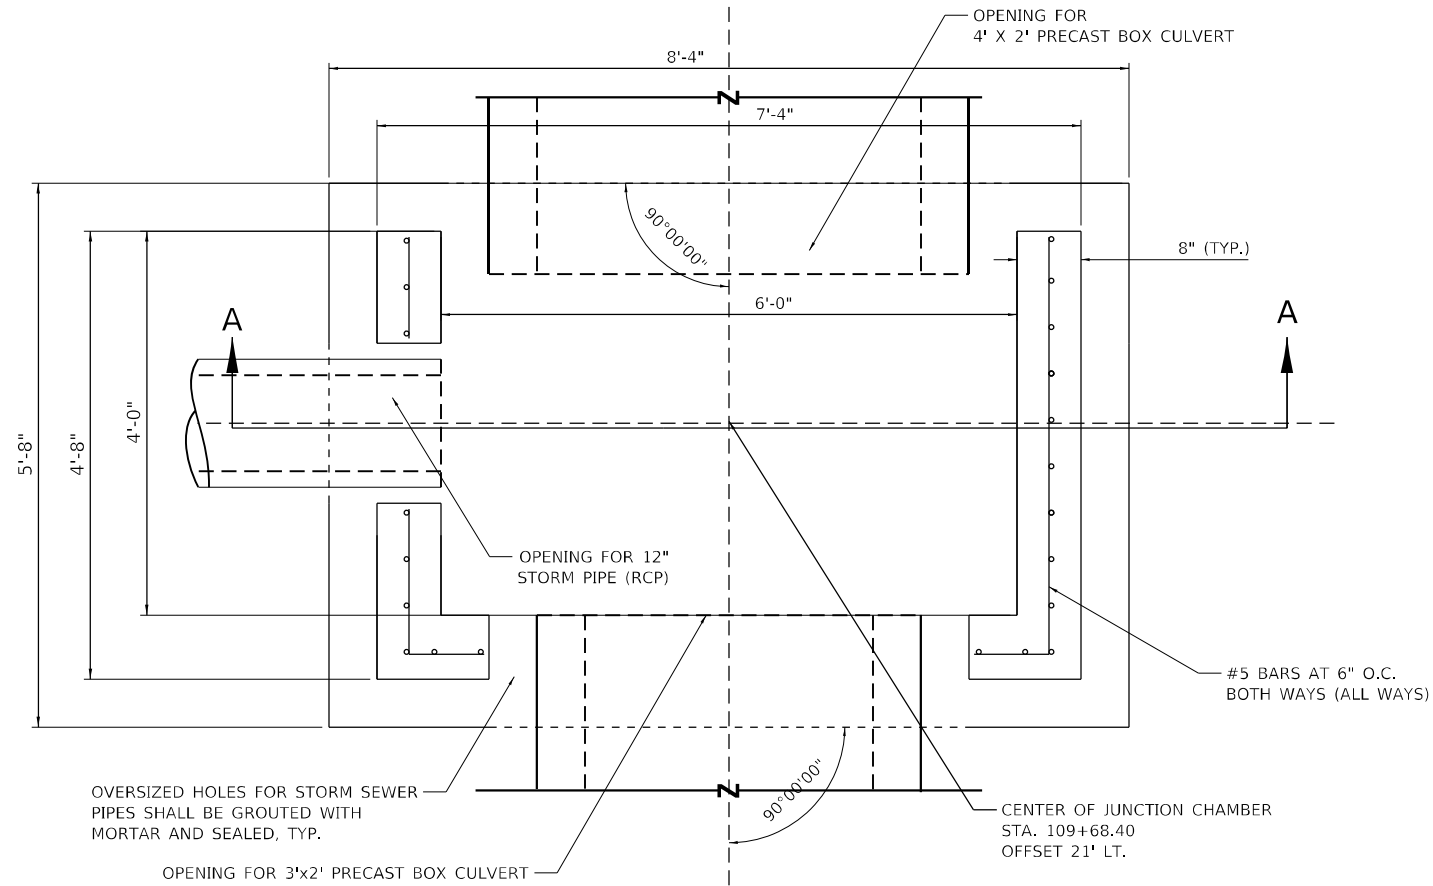 OPENING FOR
4' X 2' PRECAST BOX CULVERT
8'-4"
7'-4"
90°00'00"
8" (TYP.)
6'-0"
A
A
5'-8"
4'-8"
4'-0"
OPENING FOR 12"
STORM PIPE (RCP)
#5 BARS AT 6" O.C.
BOTH WAYS (ALL WAYS)
90°00'00"
OVERSIZED HOLES FOR STORM SEWER
PIPES SHALL BE GROUTED WITH
MORTAR AND SEALED, TYP.
CENTER OF JUNCTION CHAMBER
STA. 109+68.40
OFFSET 21' LT.
OPENING FOR 3'x2' PRECAST BOX CULVERT